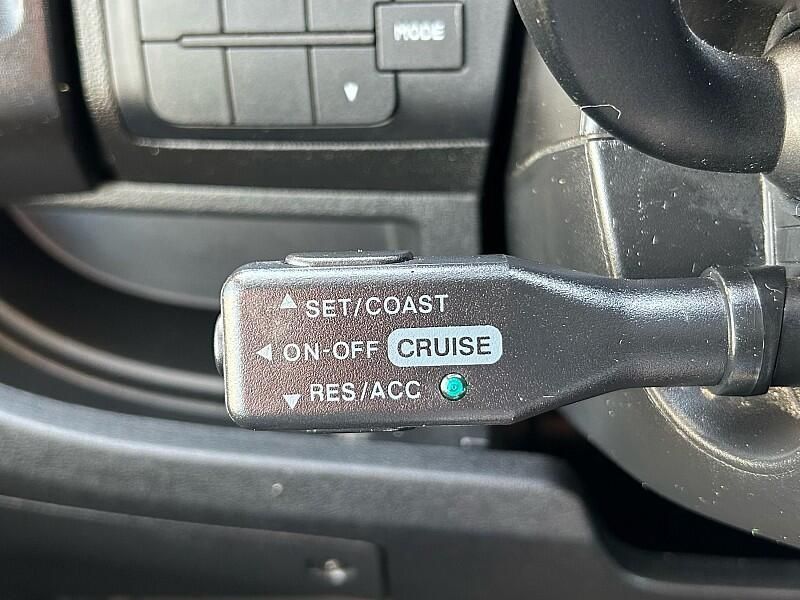 MODE
SET/COAST
ON-OFF CRUISE
RES/ACC